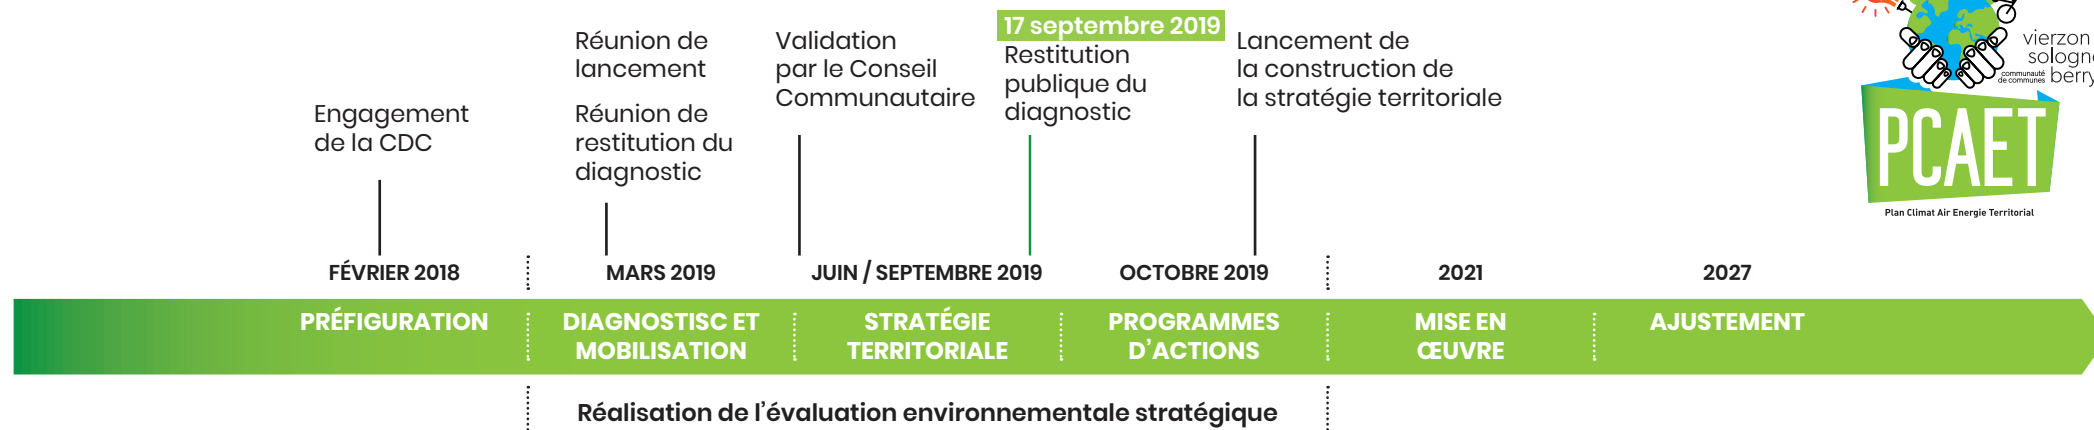 Engagement
de la CDC
Réunion de
lancement
Réunion de
restitution du
diagnostic
Validation
par le Conseil
Communautaire
17 septembre 2019
Restitution
publique du
diagnostic
Lancement de
la construction de
la stratégie territoriale
vierzon
sologne
communauté
de communes berry
PCAET
Plan Climat Air Energie Territorial
FÉVRIER 2018
MARS 2019
JUIN / SEPTEMBRE 2019
OCTOBRE 2019
2021
2027
PRÉFIGURATION
DIAGNOSTISC ET
MOBILISATION
STRATÉGIE
TERRITORIALE
PROGRAMMES
D’ACTIONS
MISE EN
ŒUVRE
AJUSTEMENT
Réalisation de l’évaluation environnementale stratégique